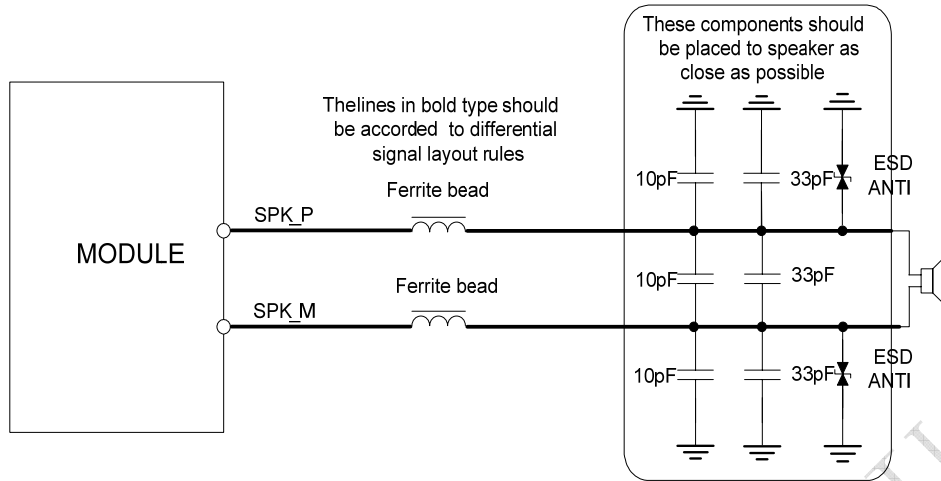 These components should
be placed to speaker as
close as possible
Thelines in bold type should
be accorded to differential
signal layout rules
Ferrite bead
10pF
33pF
ESD
ANTI
SPK_P
MODULE
10pF
33pF
Ferrite bead
SPK_M
10pF
33pF
ESD
ANTI